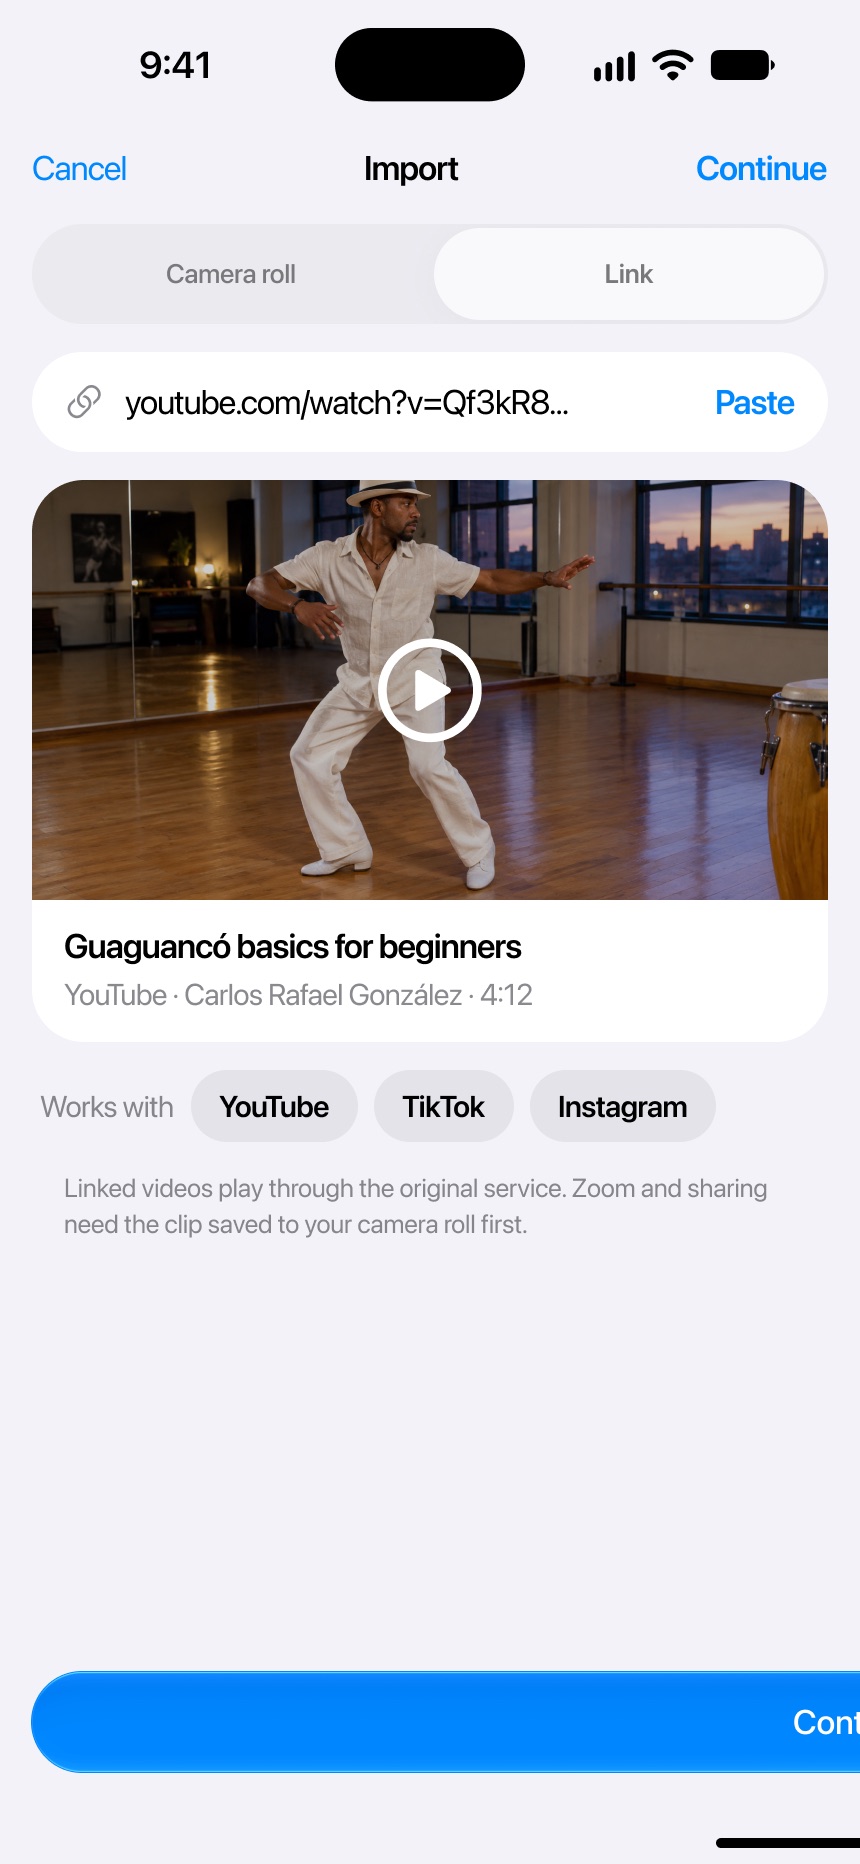 9:41
Cancel
Import
Continue
Camera roll
Link
youtube.com/watch?v=Qf3kR8...
Paste
Guaguancó basics for beginners
YouTube · Carlos Rafael González · 4:12
Works with
YouTube
TikTok
Instagram
Linked videos play through the original service. Zoom and sharing
need the clip saved to your camera roll first.
Cont